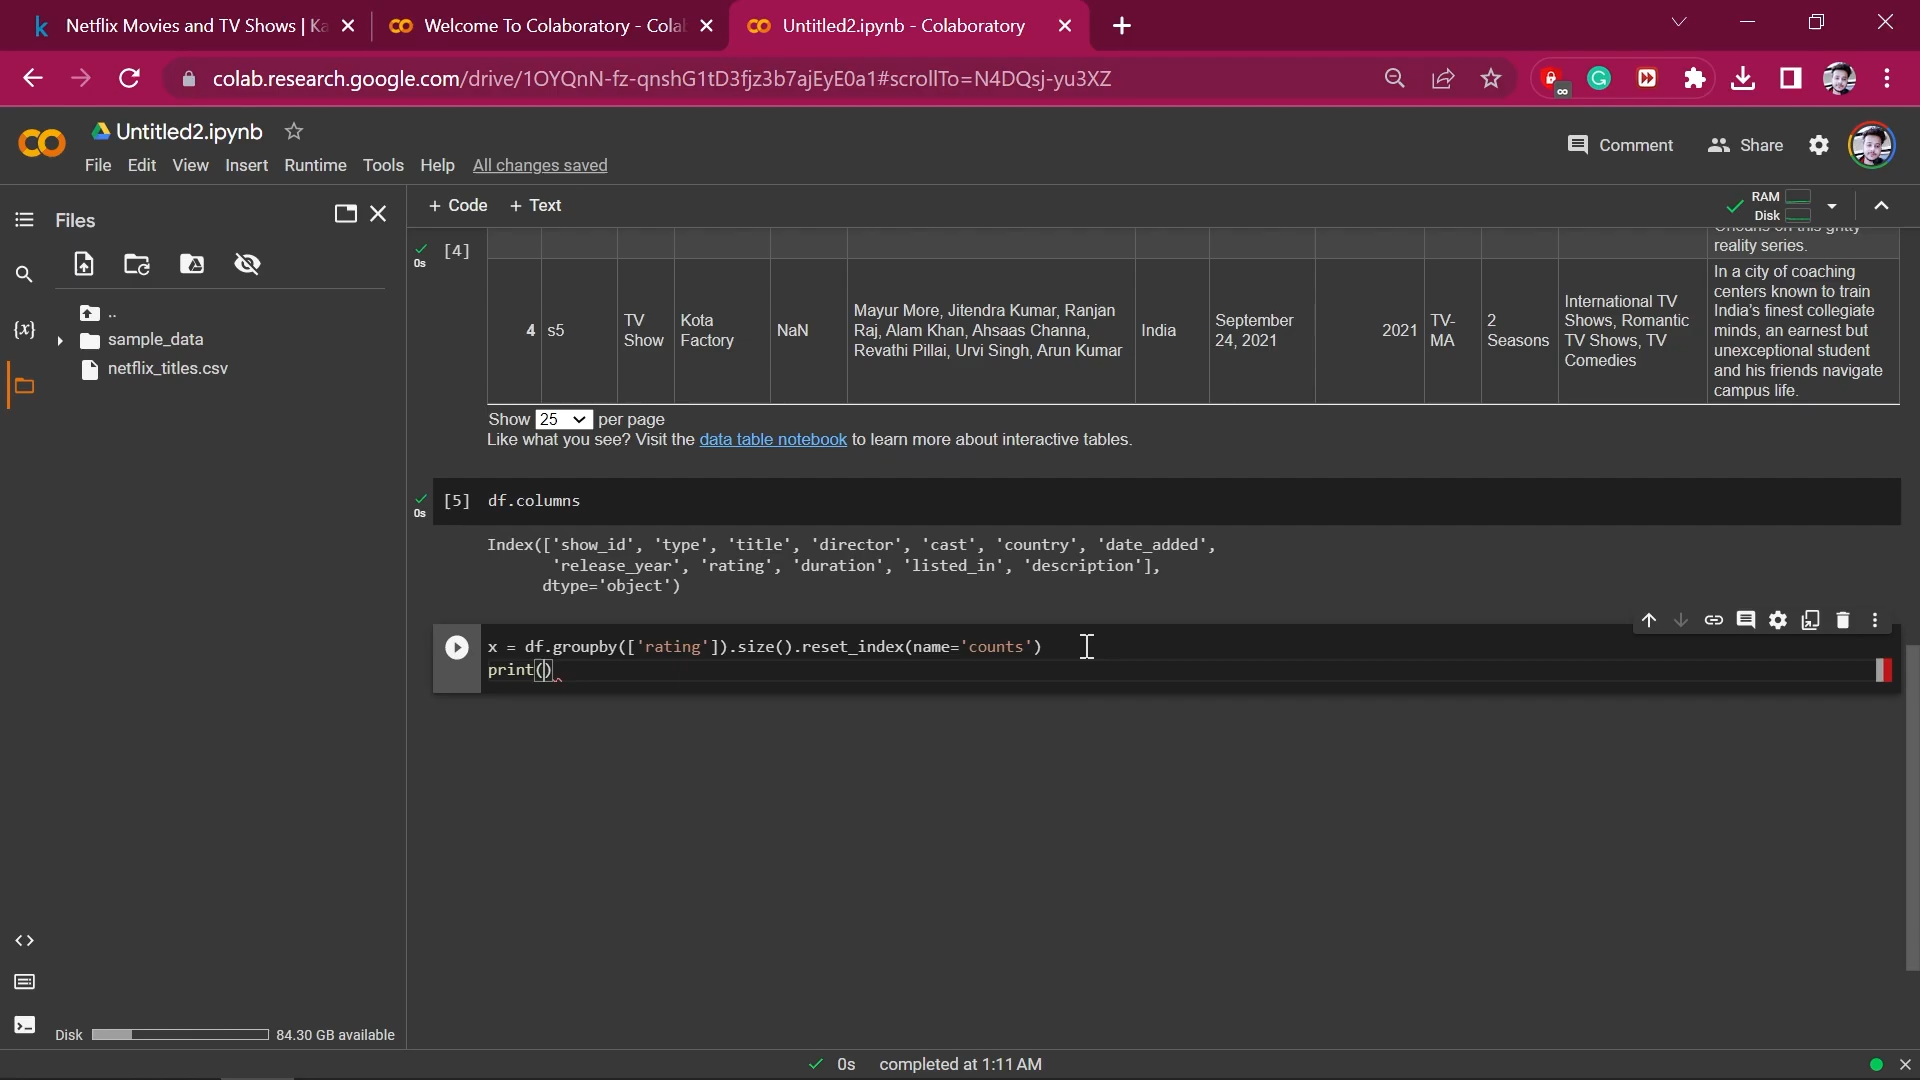 Netflix Movies and TV Shows | Ka
Welcome To Colaboratory - Colab
Untitled2.ipynb - Colaboratory
colab.research.google.com/drive/1OYQnN-fz-qnshG1tD3fjz3b7ajEyE0a1#scrollTo=N4DQsj-yu3XZ
Untitled2.ipynb
File Edit View Insert Runtime Tools Help All changes saved
Comment
Share
Files
+ Code + Text
RAM
Disk
..
sample_data
netflix_titles.csv
0s
[4]
reality series.
4 s5
TV
Show
Kota
Factory
NaN
Mayur More, Jitendra Kumar, Ranjan
Raj, Alam Khan, Ahsaas Channa,
Revathi Pillai, Urvi Singh, Arun Kumar
India
September
24, 2021
2021
TV-
MA
2
Seasons
International TV
Shows, Romantic
TV Shows, TV
Comedies
In a city of coaching
centers known to train
India's finest collegiate
minds, an earnest but
unexceptional student
and his friends navigate
campus life.
Show 25 per page
Like what you see? Visit the data table notebook to learn more about interactive tables.
0s
[5] df.columns
Index(['show_id', 'type', 'title', 'director', 'cast', 'country', 'date_added',
'release_year', 'rating', 'duration', 'listed_in', 'description'],
dtype='object')
x = df.groupby(['rating']).size().reset_index(name='counts')
print()
Disk 84.30 GB available
0s completed at 1:11 AM